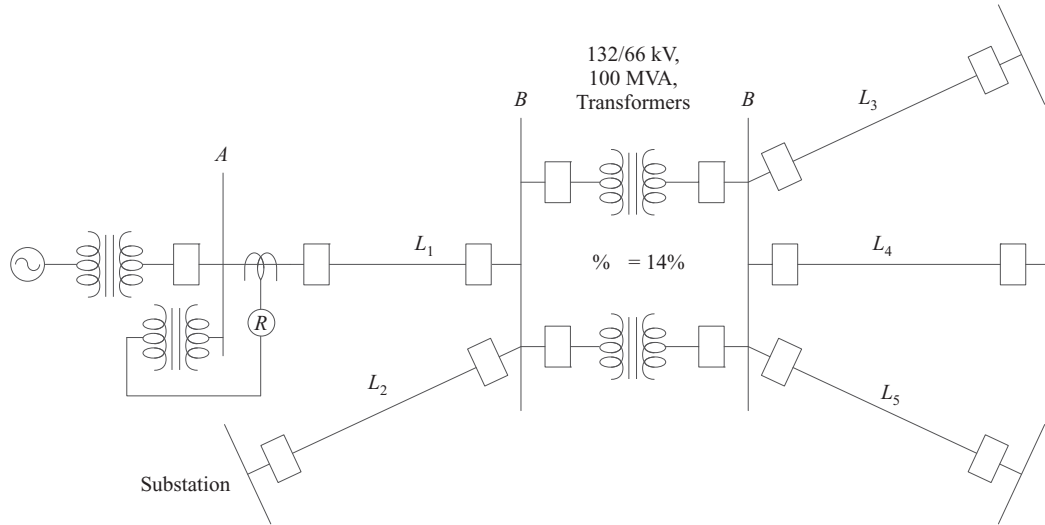 132/66 kV,
100 MVA,
Transformers
B
B
L3
A
L1
L4
% = 14%
R
L2
L5
Substation